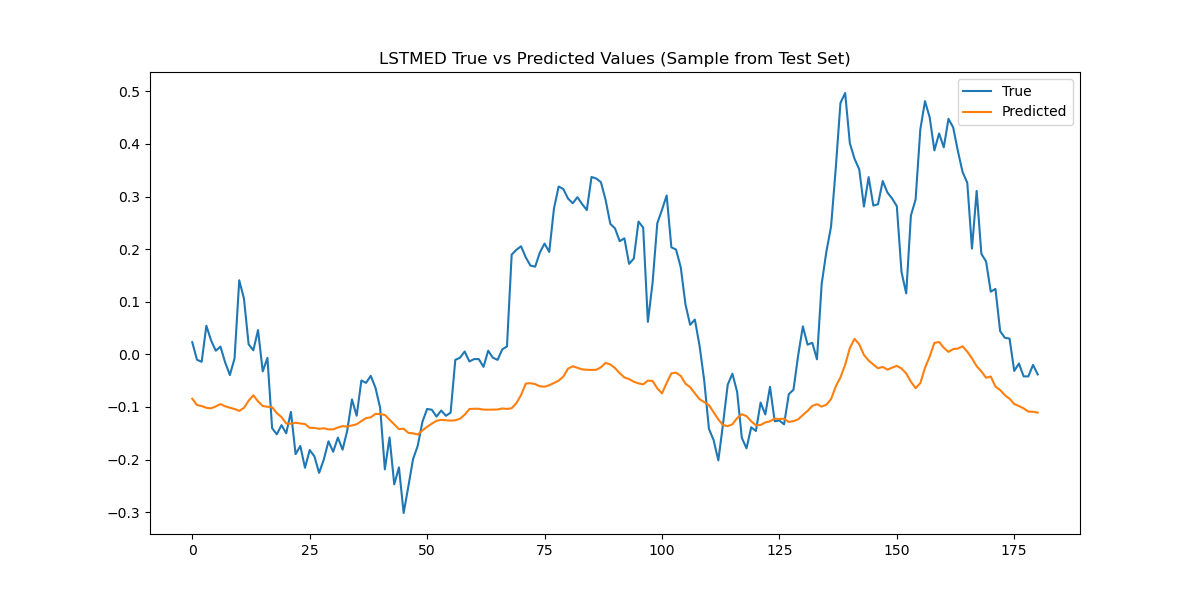 LSTMED True vs Predicted Values (Sample from Test Set)
True
Predicted
0.5
0.4
0.3
0.2
0.1
0.0
−0.1
−0.2
−0.3
0 25 50 75 100 125 150 175